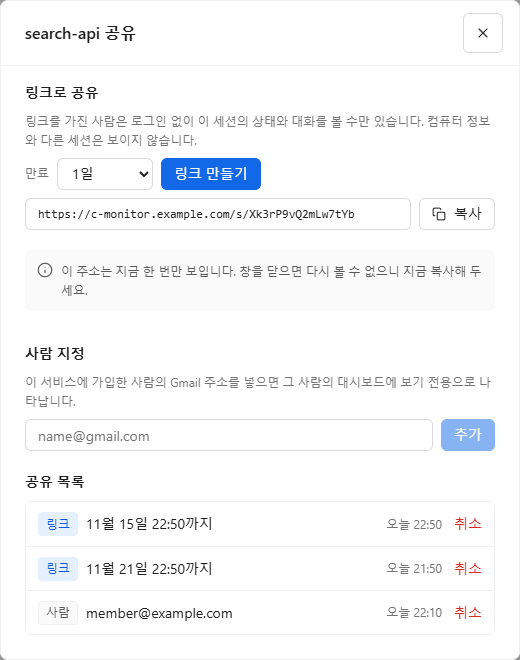 search-api 공유
링크로 공유
링크를 가진 사람은 로그인 없이 이 세션의 상태와 대화를 볼 수만 있습니다. 컴퓨터 정보
와 다른 세션은 보이지 않습니다.
만료 1일 링크 만들기
https://c-monitor.example.com/s/Xk3rP9vQ2mLw7tYb 복사
이 주소는 지금 한 번만 보입니다. 창을 닫으면 다시 볼 수 없으니 지금 복사해 두
세요.
사람 지정
이 서비스에 가입한 사람의 Gmail 주소를 넣으면 그 사람의 대시보드에 보기 전용으로 나
타납니다.
name@gmail.com 추가
공유 목록
링크 11월 15일 22:50까지 오늘 22:50 취소
링크 11월 21일 22:50까지 오늘 21:50 취소
사람 member@example.com 오늘 22:10 취소